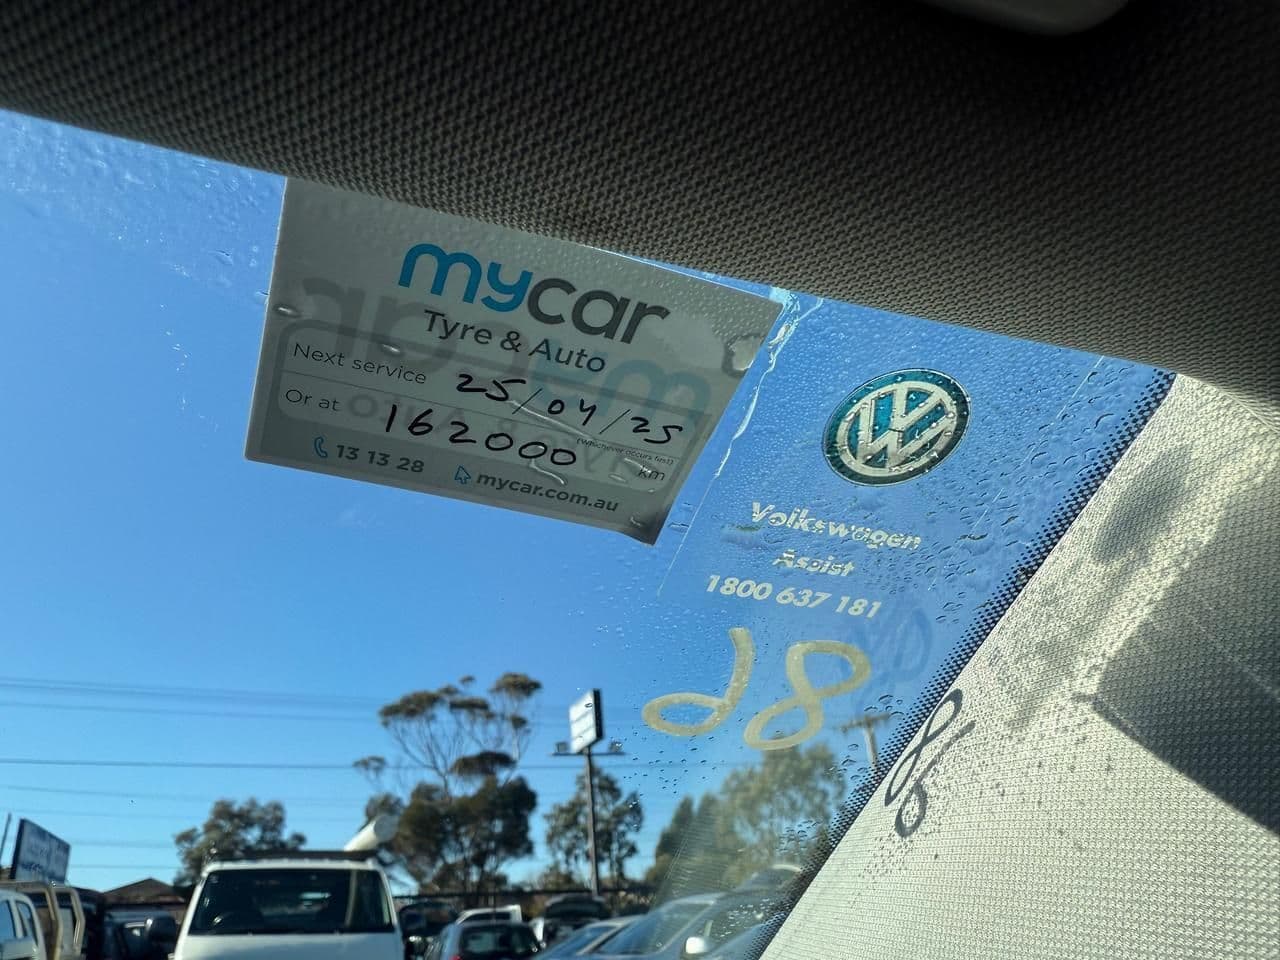 mycar
Tyre & Auto
Next service 25/04/25
(whichever occurs first)
Or at 162000 km
13 13 28 mycar.com.au
Volkswagen
Assist
1800 637 181